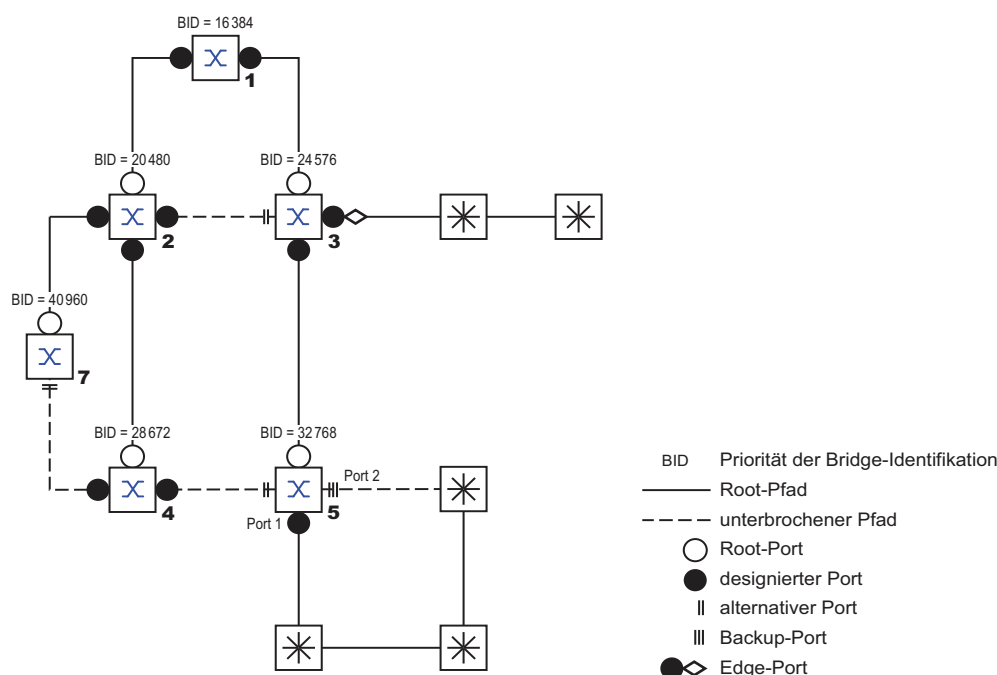 BID = 16 384
1
BID = 20 480
BID = 24 576
2
3
BID = 40 960
7
BID = 28 672
BID = 32 768
Port 2
4
5
Port 1
BID Priorität der Bridge-Identifikation
Root-Pfad
unterbrochener Pfad
Root-Port
designierter Port
alternativer Port
Backup-Port
Edge-Port